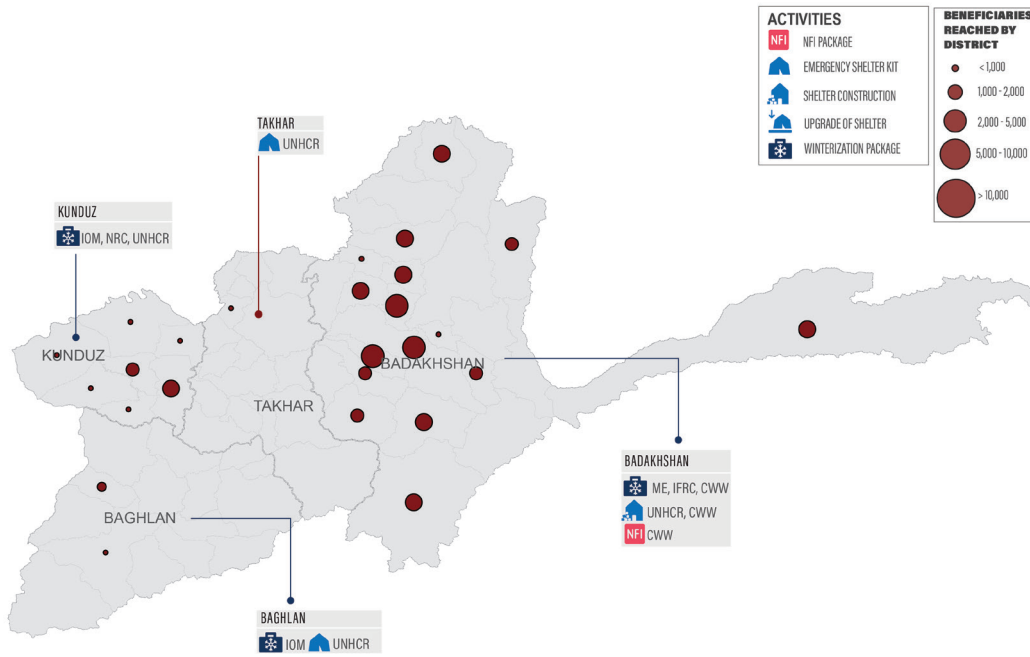 ACTIVITIES
NFI NFI PACKAGE
EMERGENCY SHELTER KIT
SHELTER CONSTRUCTION
UPGRADE OF SHELTER
WINTERIZATION PACKAGE
BENEFICIARIES
REACHED BY
DISTRICT
< 1,000
1,000 - 2,000
2,000 - 5,000
5,000 - 10,000
> 10,000
TAKHAR
UNHCR
KUNDUZ
IOM, NRC, UNHCR
KUNDUZ
BADAKHSHAN
TAKHAR
BAGHLAN
BADAKHSHAN
ME, IFRC, CWW
UNHCR, CWW
NFI CWW
BAGHLAN
IOM UNHCR